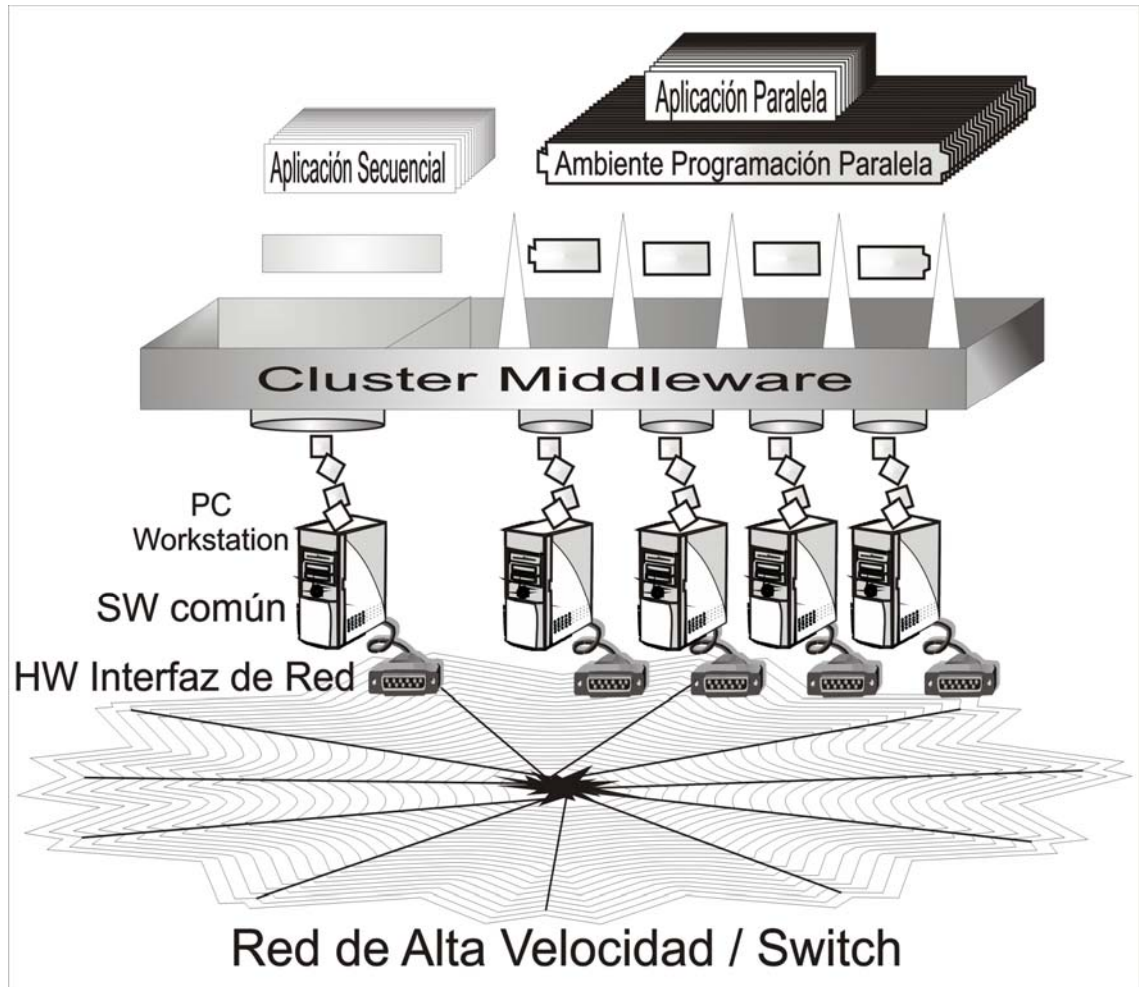 Aplicación Paralela
Aplicación Secuencial
Ambiente Programación Paralela
Cluster Middleware
PC
Workstation
SW común
HW Interfaz de Red
Red de Alta Velocidad / Switch